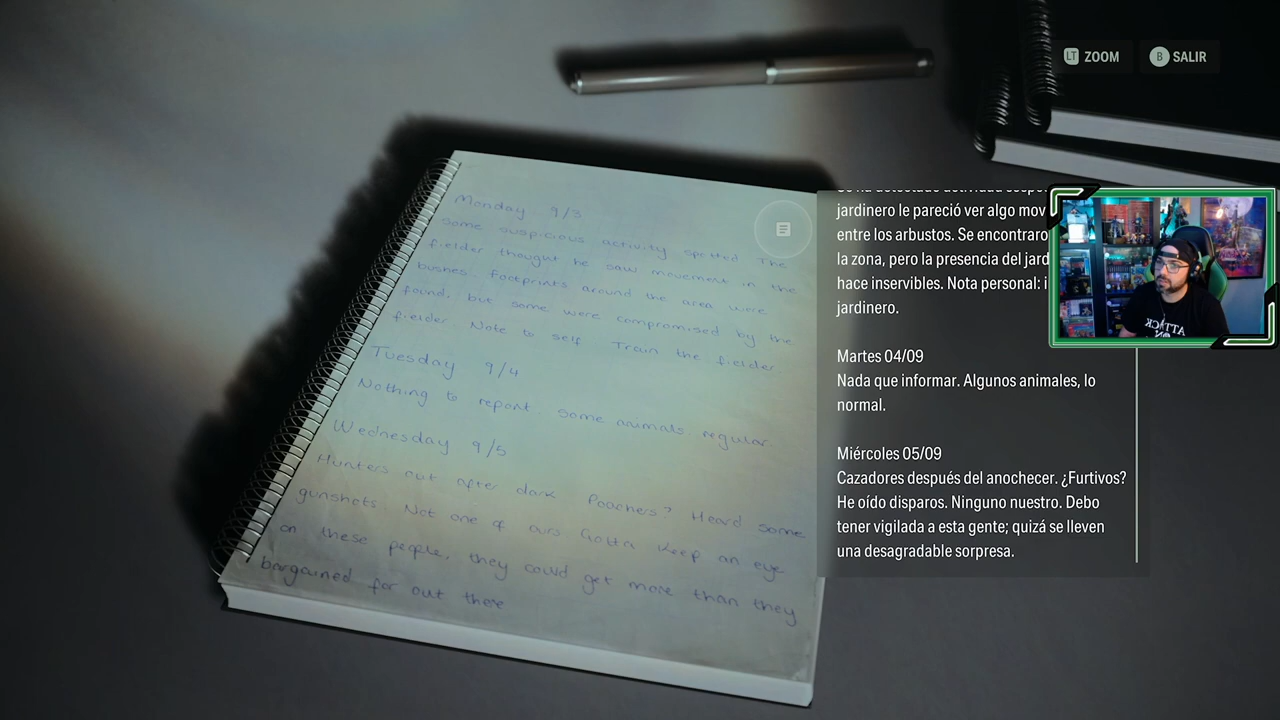 LT ZOOM
B SALIR
Monday 9/3
Some suspicious activity spotted. The
fielder thought he saw movement in the
bushes. Footprints around the area were
found, but some were compromised by the
fielder. Note to self. Train the fielder
Tuesday 9/4
Nothing to report. Some animals. regular
Wednesday 9/5
Hunters out after dark. Poachers? Heard some
gunshots. Not one of ours. Gotta keep an eye
on these people, they could get more than they
bargained for out there
jardinero le pareció ver algo mov
entre los arbustos. Se encontraro
la zona, pero la presencia del jard
hace inservibles. Nota personal: i
jardinero.
Martes 04/09
Nada que informar. Algunos animales, lo
normal.
Miércoles 05/09
Cazadores después del anochecer. ¿Furtivos?
He oído disparos. Ninguno nuestro. Debo
tener vigilada a esta gente; quizá se lleven
una desagradable sorpresa.
ATTACK
ON